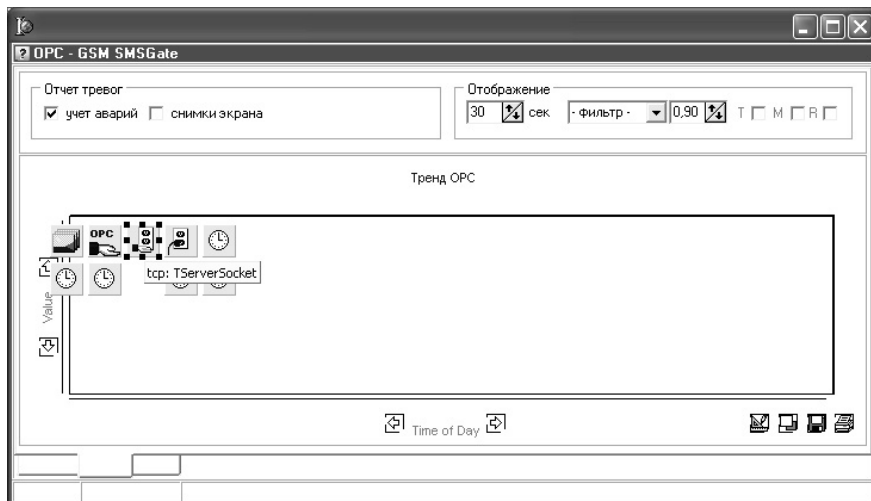 OPC - GSM SMSGate
Отчет тревог
учет аварий снимки экрана
Отображение
30 сек - фильтр - 0,90 T M R
Тренд OPC
OPC
tcp: TServerSocket
Value
Time of Day